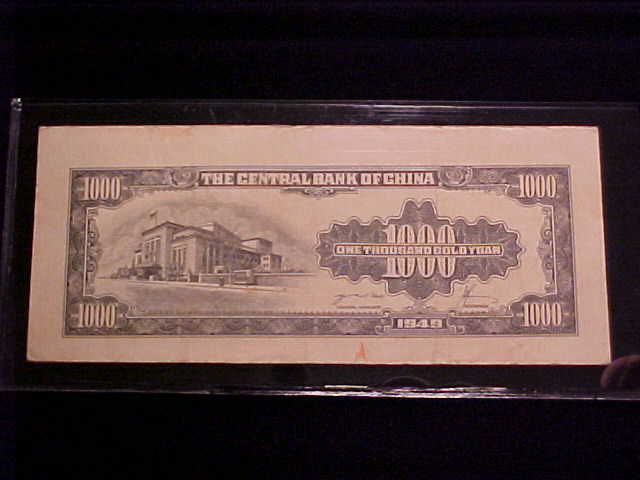 THE CENTRAL BANK OF CHINA
1000 1000
1000
ONE THOUSAND GOLD YUAN
1000 1000
1949